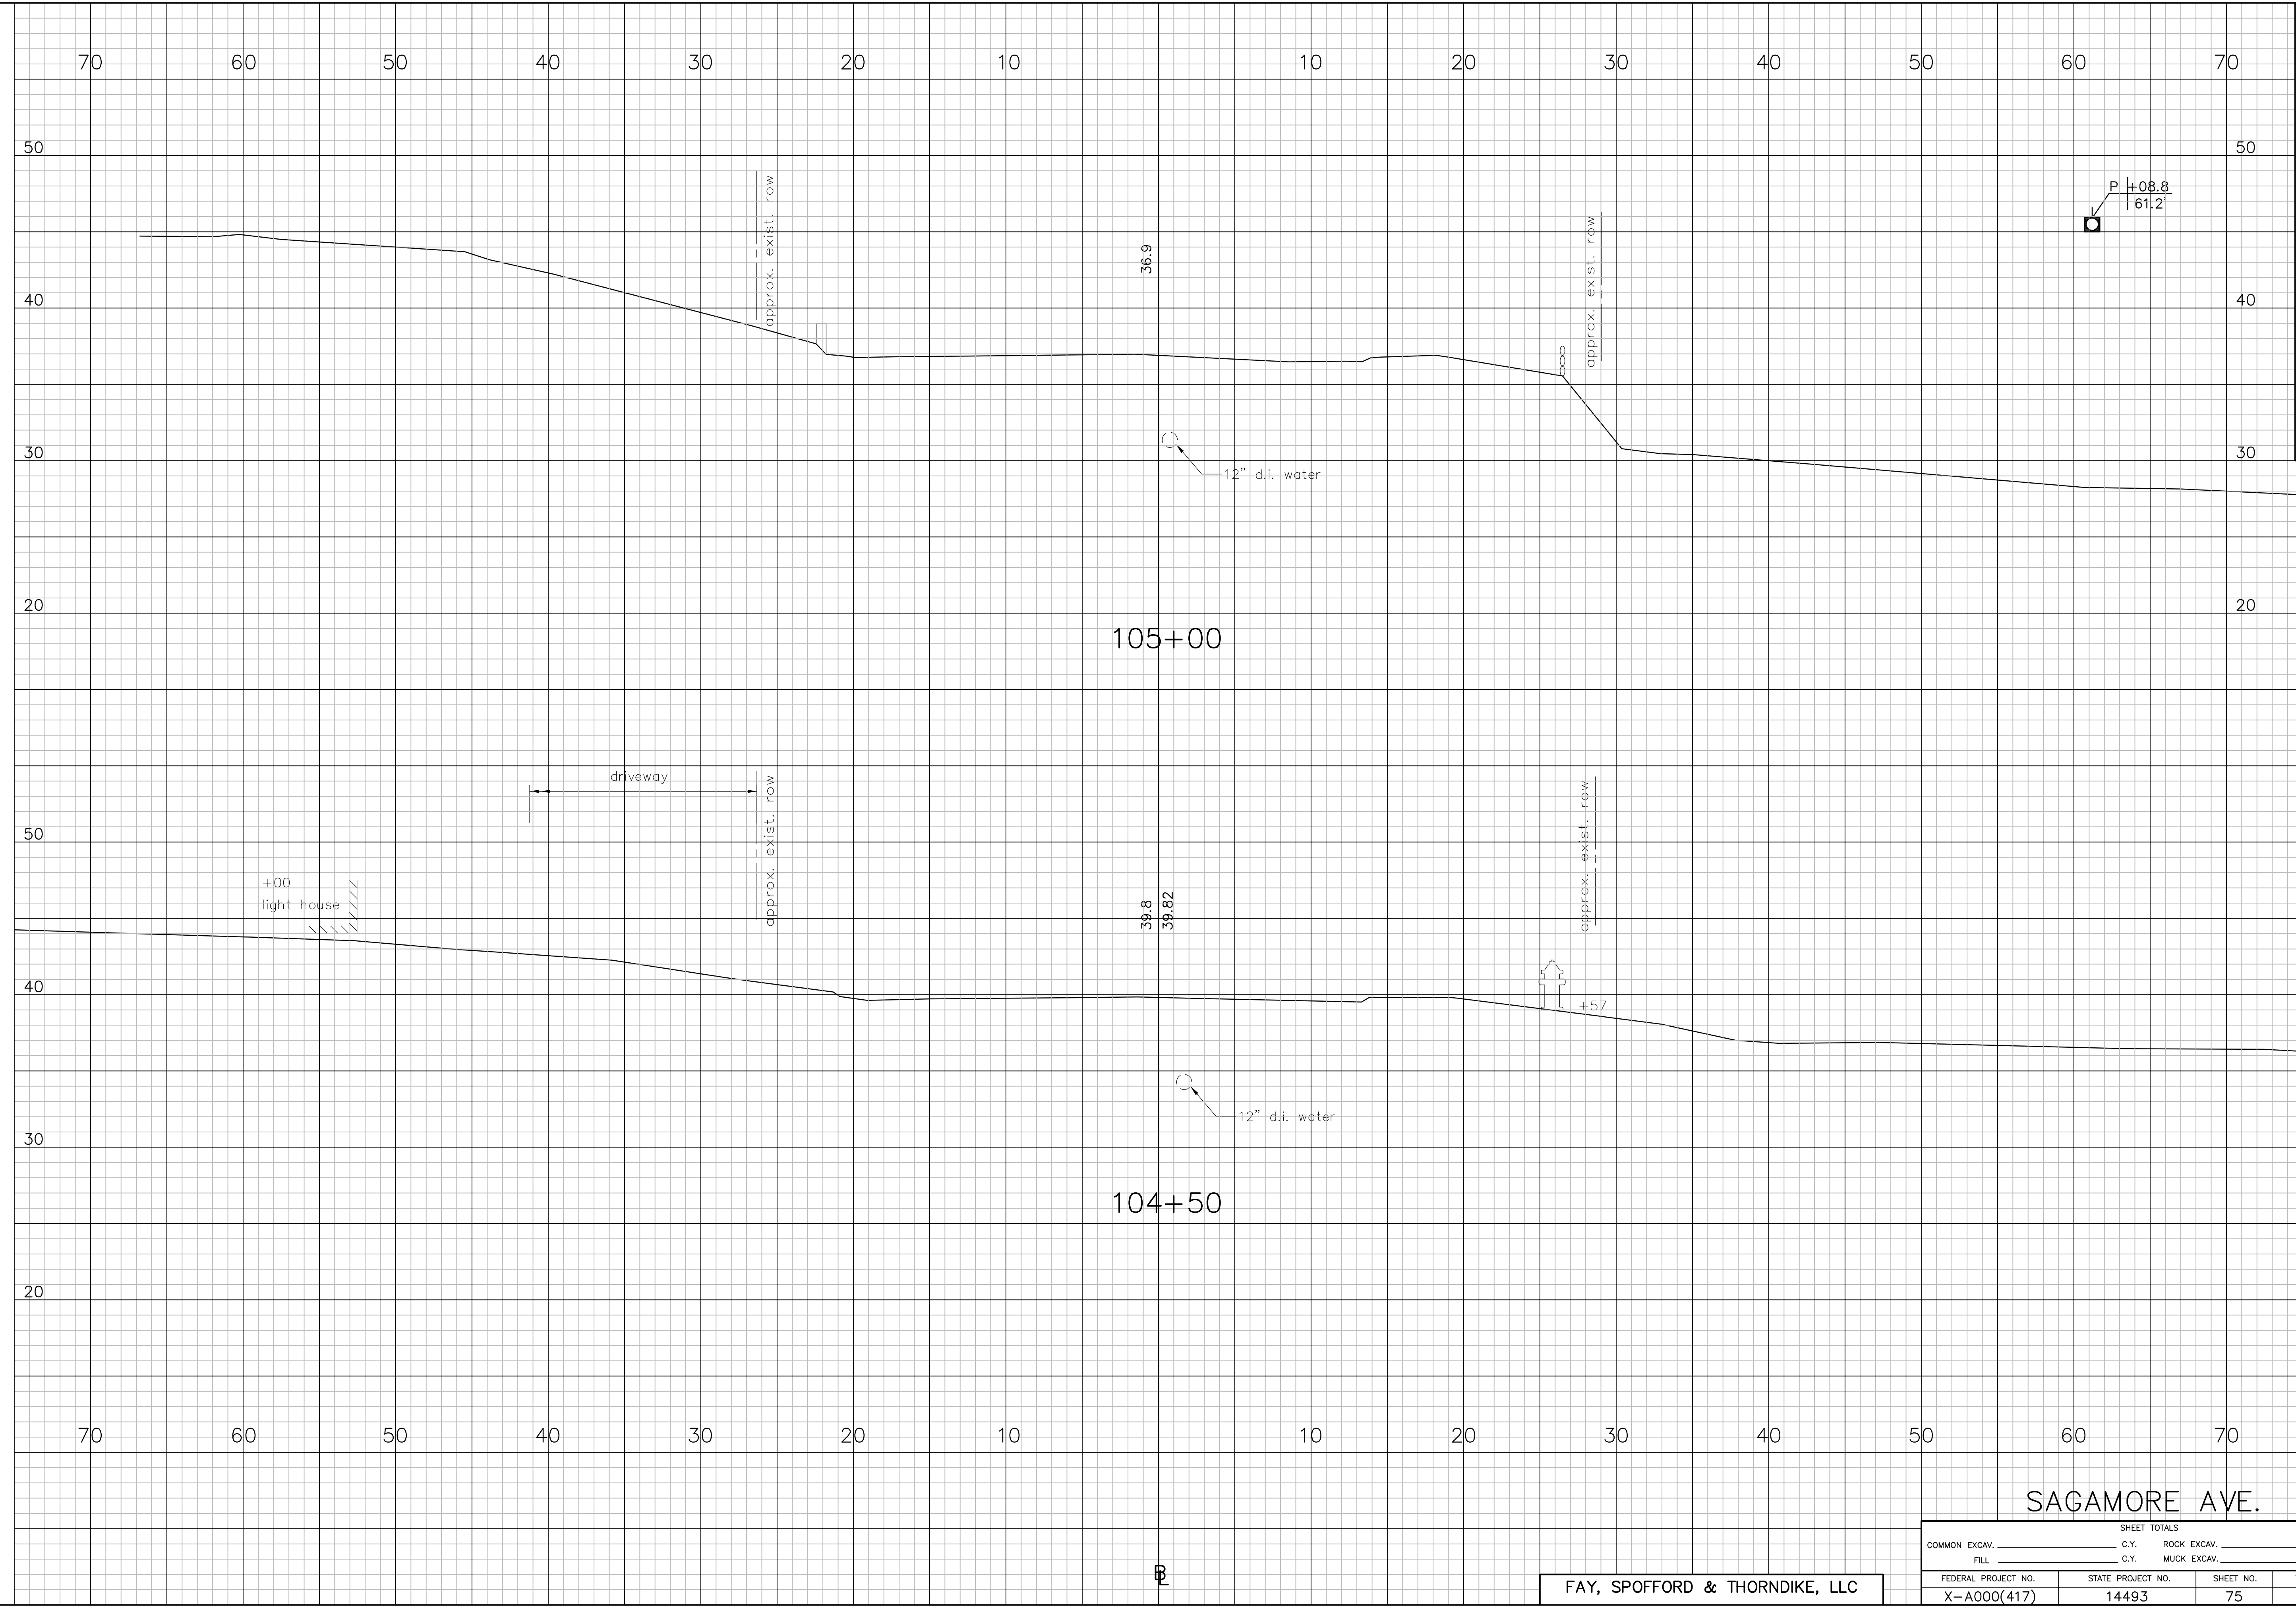 70 60 50 40 30 20 10 10 20 30 40 50 60 70
50 50
P +08.8
61.2'
approx. exist. row
approx. exist. row
36.9
40 40
30 30
12" d.i. water
20 20
105+00
driveway
approx. exist. row
approx. exist. row
50
+00
light house
39.8
39.82
40
+57
12" d.i. water
30
104+50
20
70 60 50 40 30 20 10 10 20 30 40 50 60 70
SAGAMORE AVE.
SHEET TOTALS
COMMON EXCAV. C.Y. ROCK EXCAV.
FILL C.Y. MUCK EXCAV.
BL
FAY, SPOFFORD & THORNDIKE, LLC
FEDERAL PROJECT NO. STATE PROJECT NO. SHEET NO.
X-A000(417) 14493 75